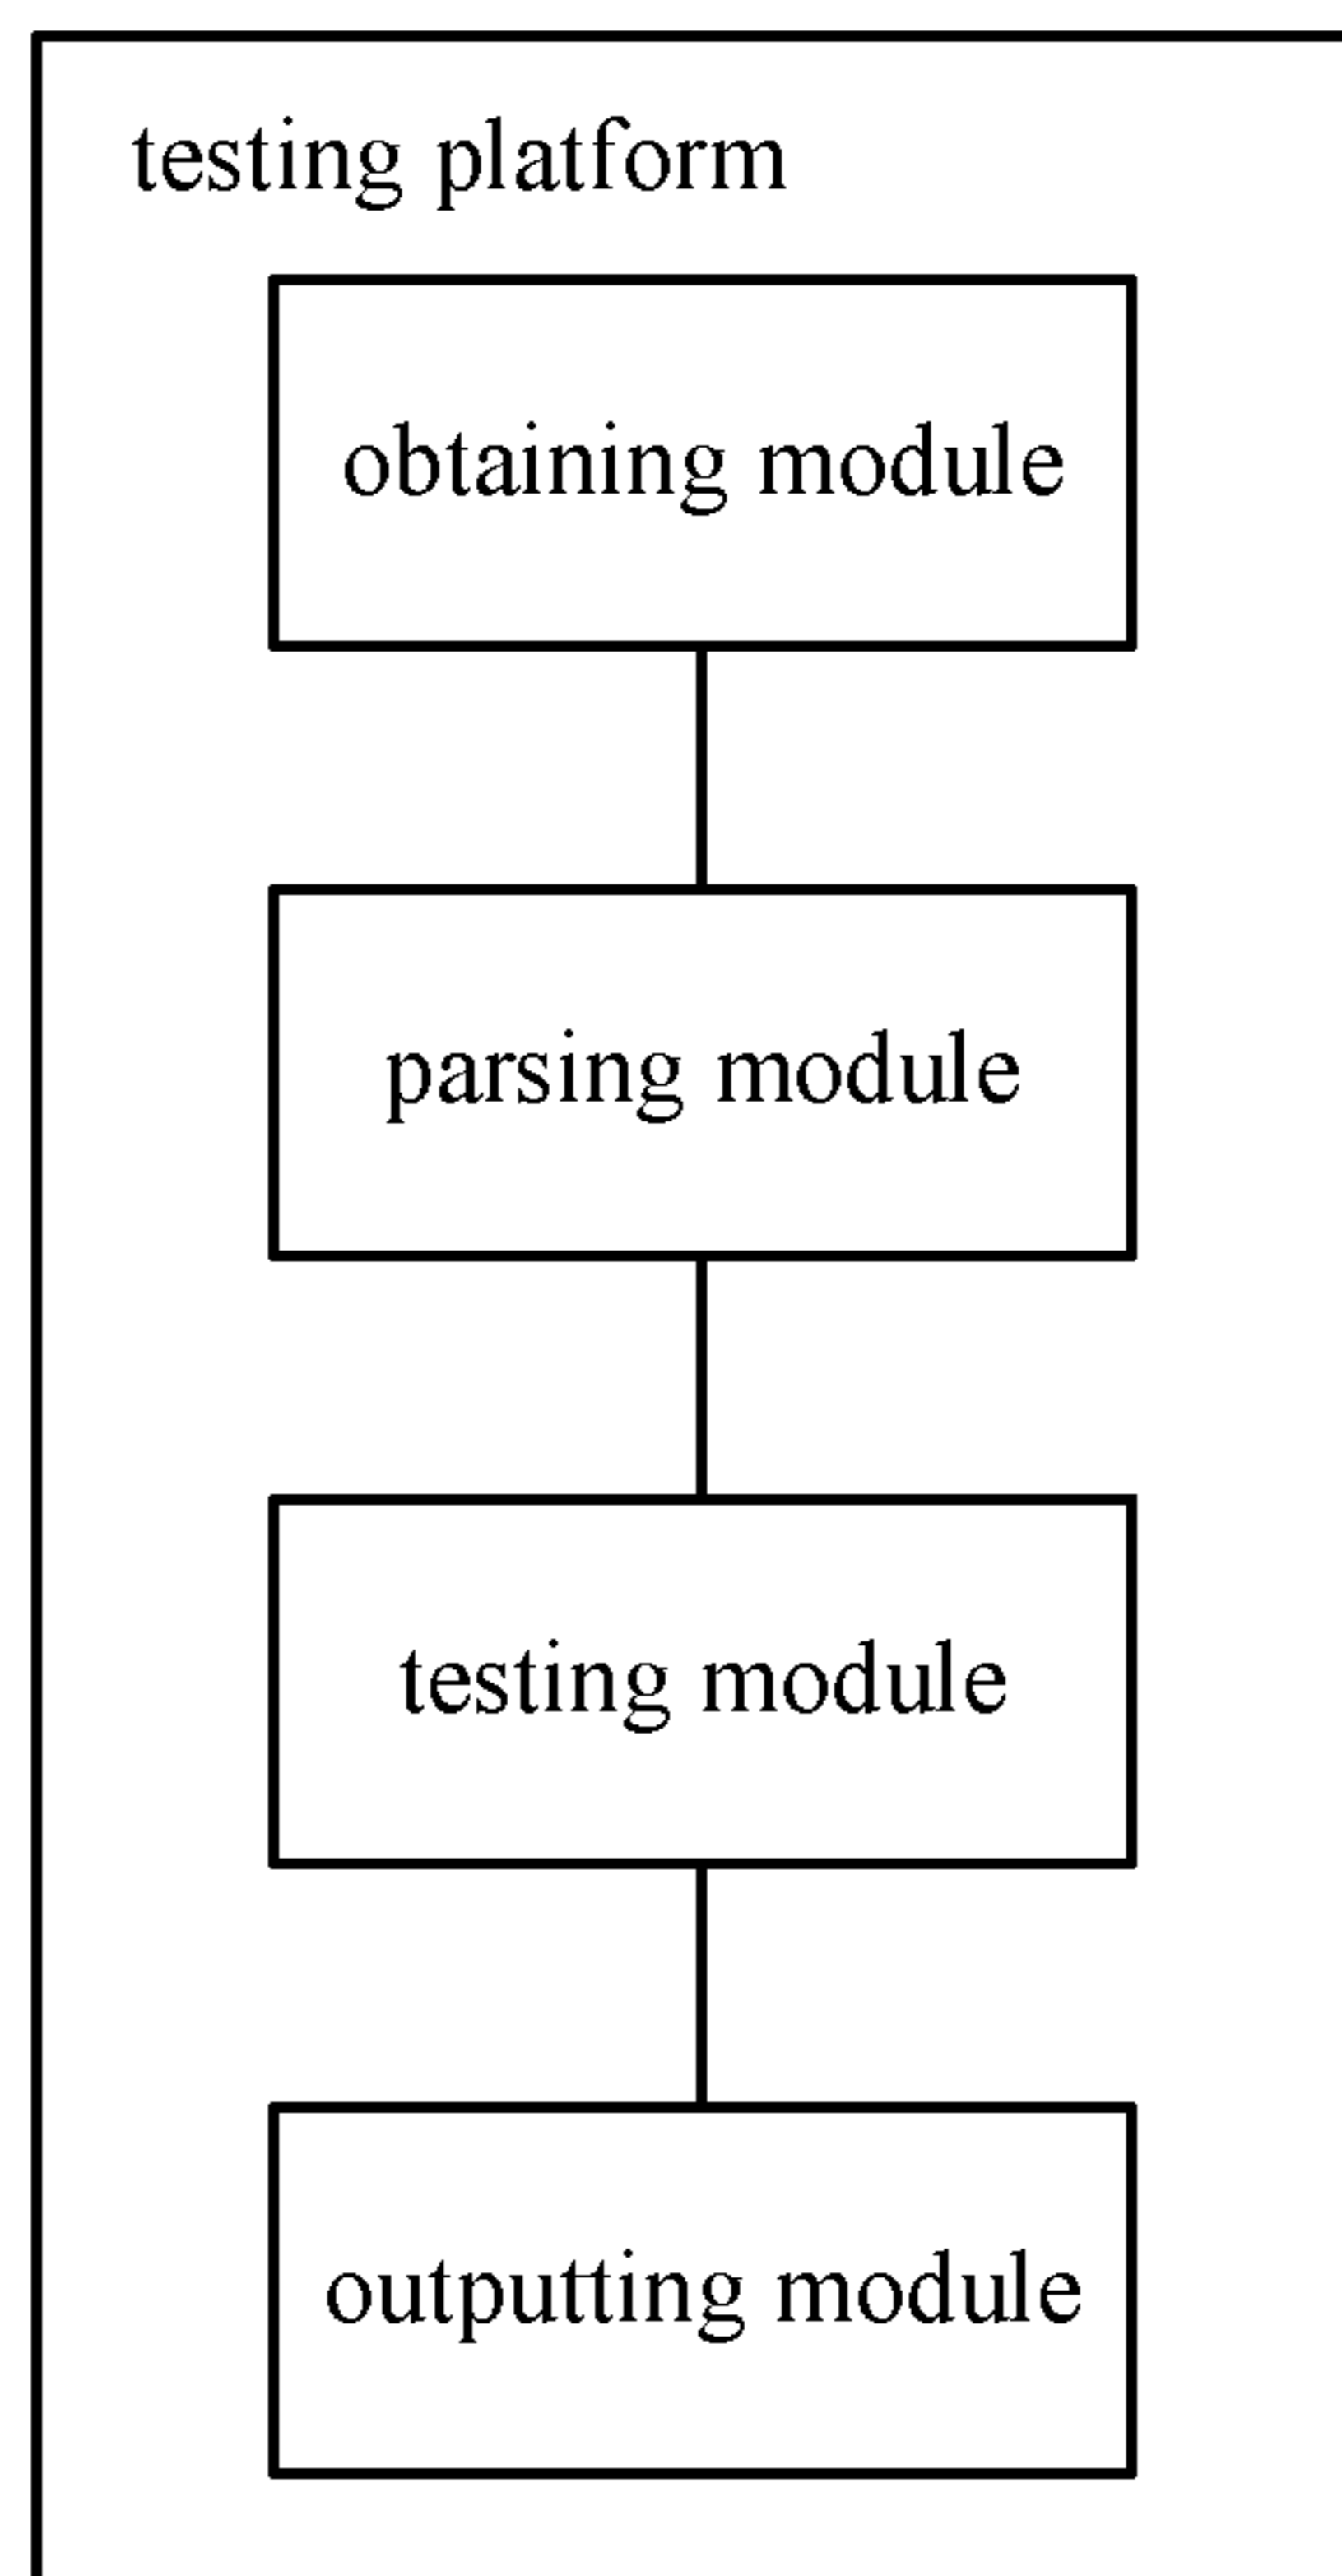 testing platform
obtaining module
parsing module
testing module
outputting module